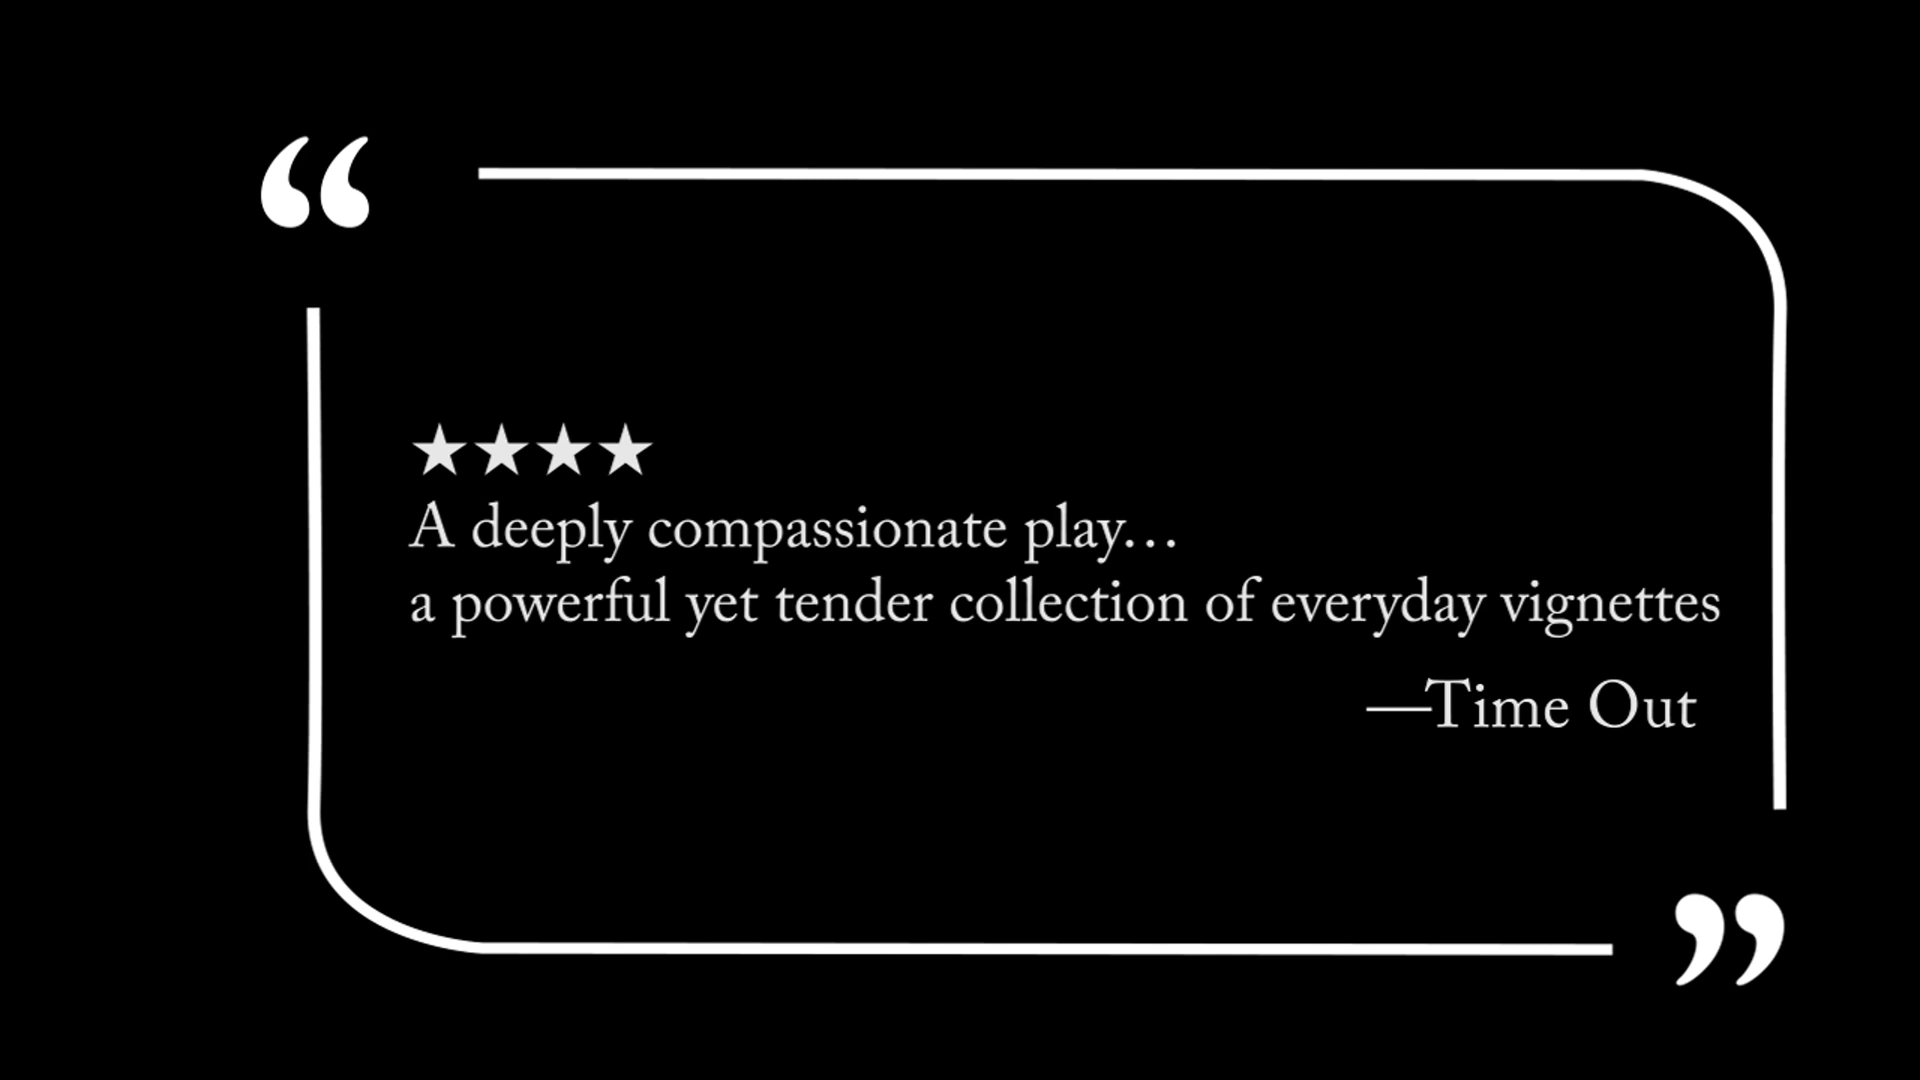 “
★★★★
A deeply compassionate play...
a powerful yet tender collection of everyday vignettes
—Time Out
”